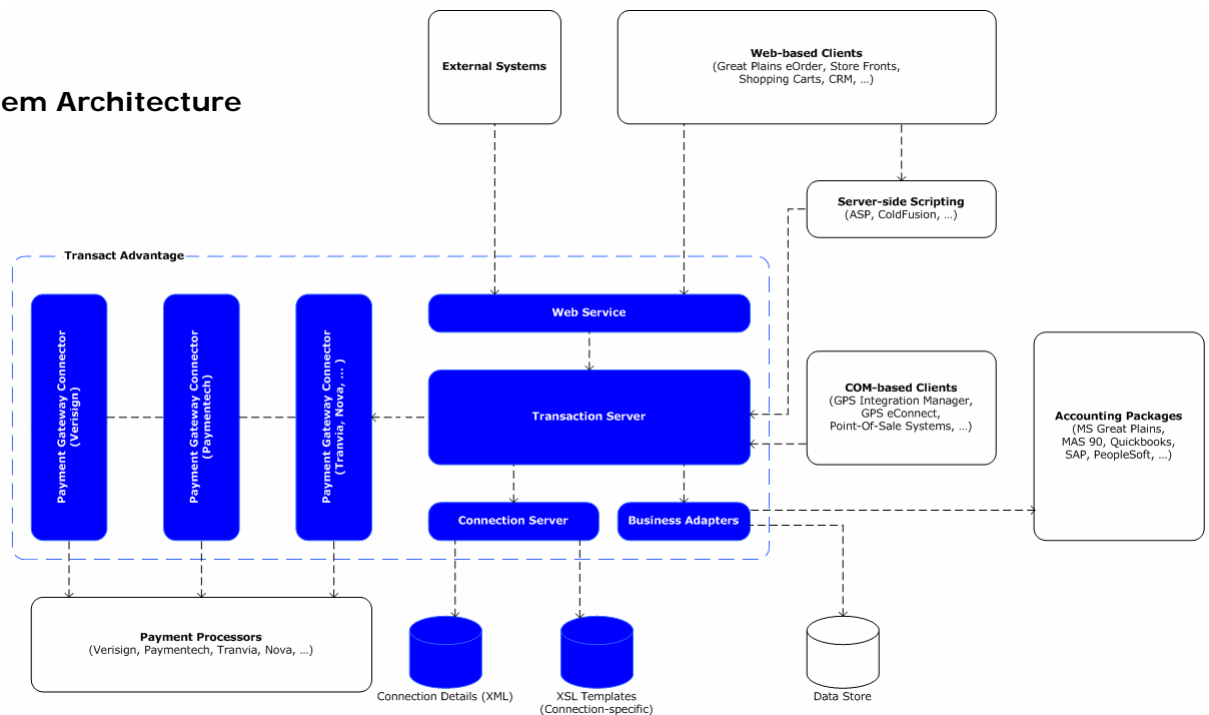 em Architecture
External Systems
Web-based Clients
(Great Plains eOrder, Store Fronts,
Shopping Carts, CRM, ...)
Server-side Scripting
(ASP, ColdFusion, ...)
Transact Advantage
Payment Gateway Connector
(Verisign)
Payment Gateway Connector
(Paymentech)
Payment Gateway Connector
(Tranvia, Nova, ... )
Web Service
Transaction Server
Connection Server
Business Adapters
COM-based Clients
(GPS Integration Manager,
GPS eConnect,
Point-Of-Sale Systems, ...)
Accounting Packages
(MS Great Plains,
MAS 90, Quickbooks,
SAP, PeopleSoft, ...)
Payment Processors
(Verisign, Paymentech, Tranvia, Nova, ...)
Connection Details (XML)
XSL Templates
(Connection-specific)
Data Store